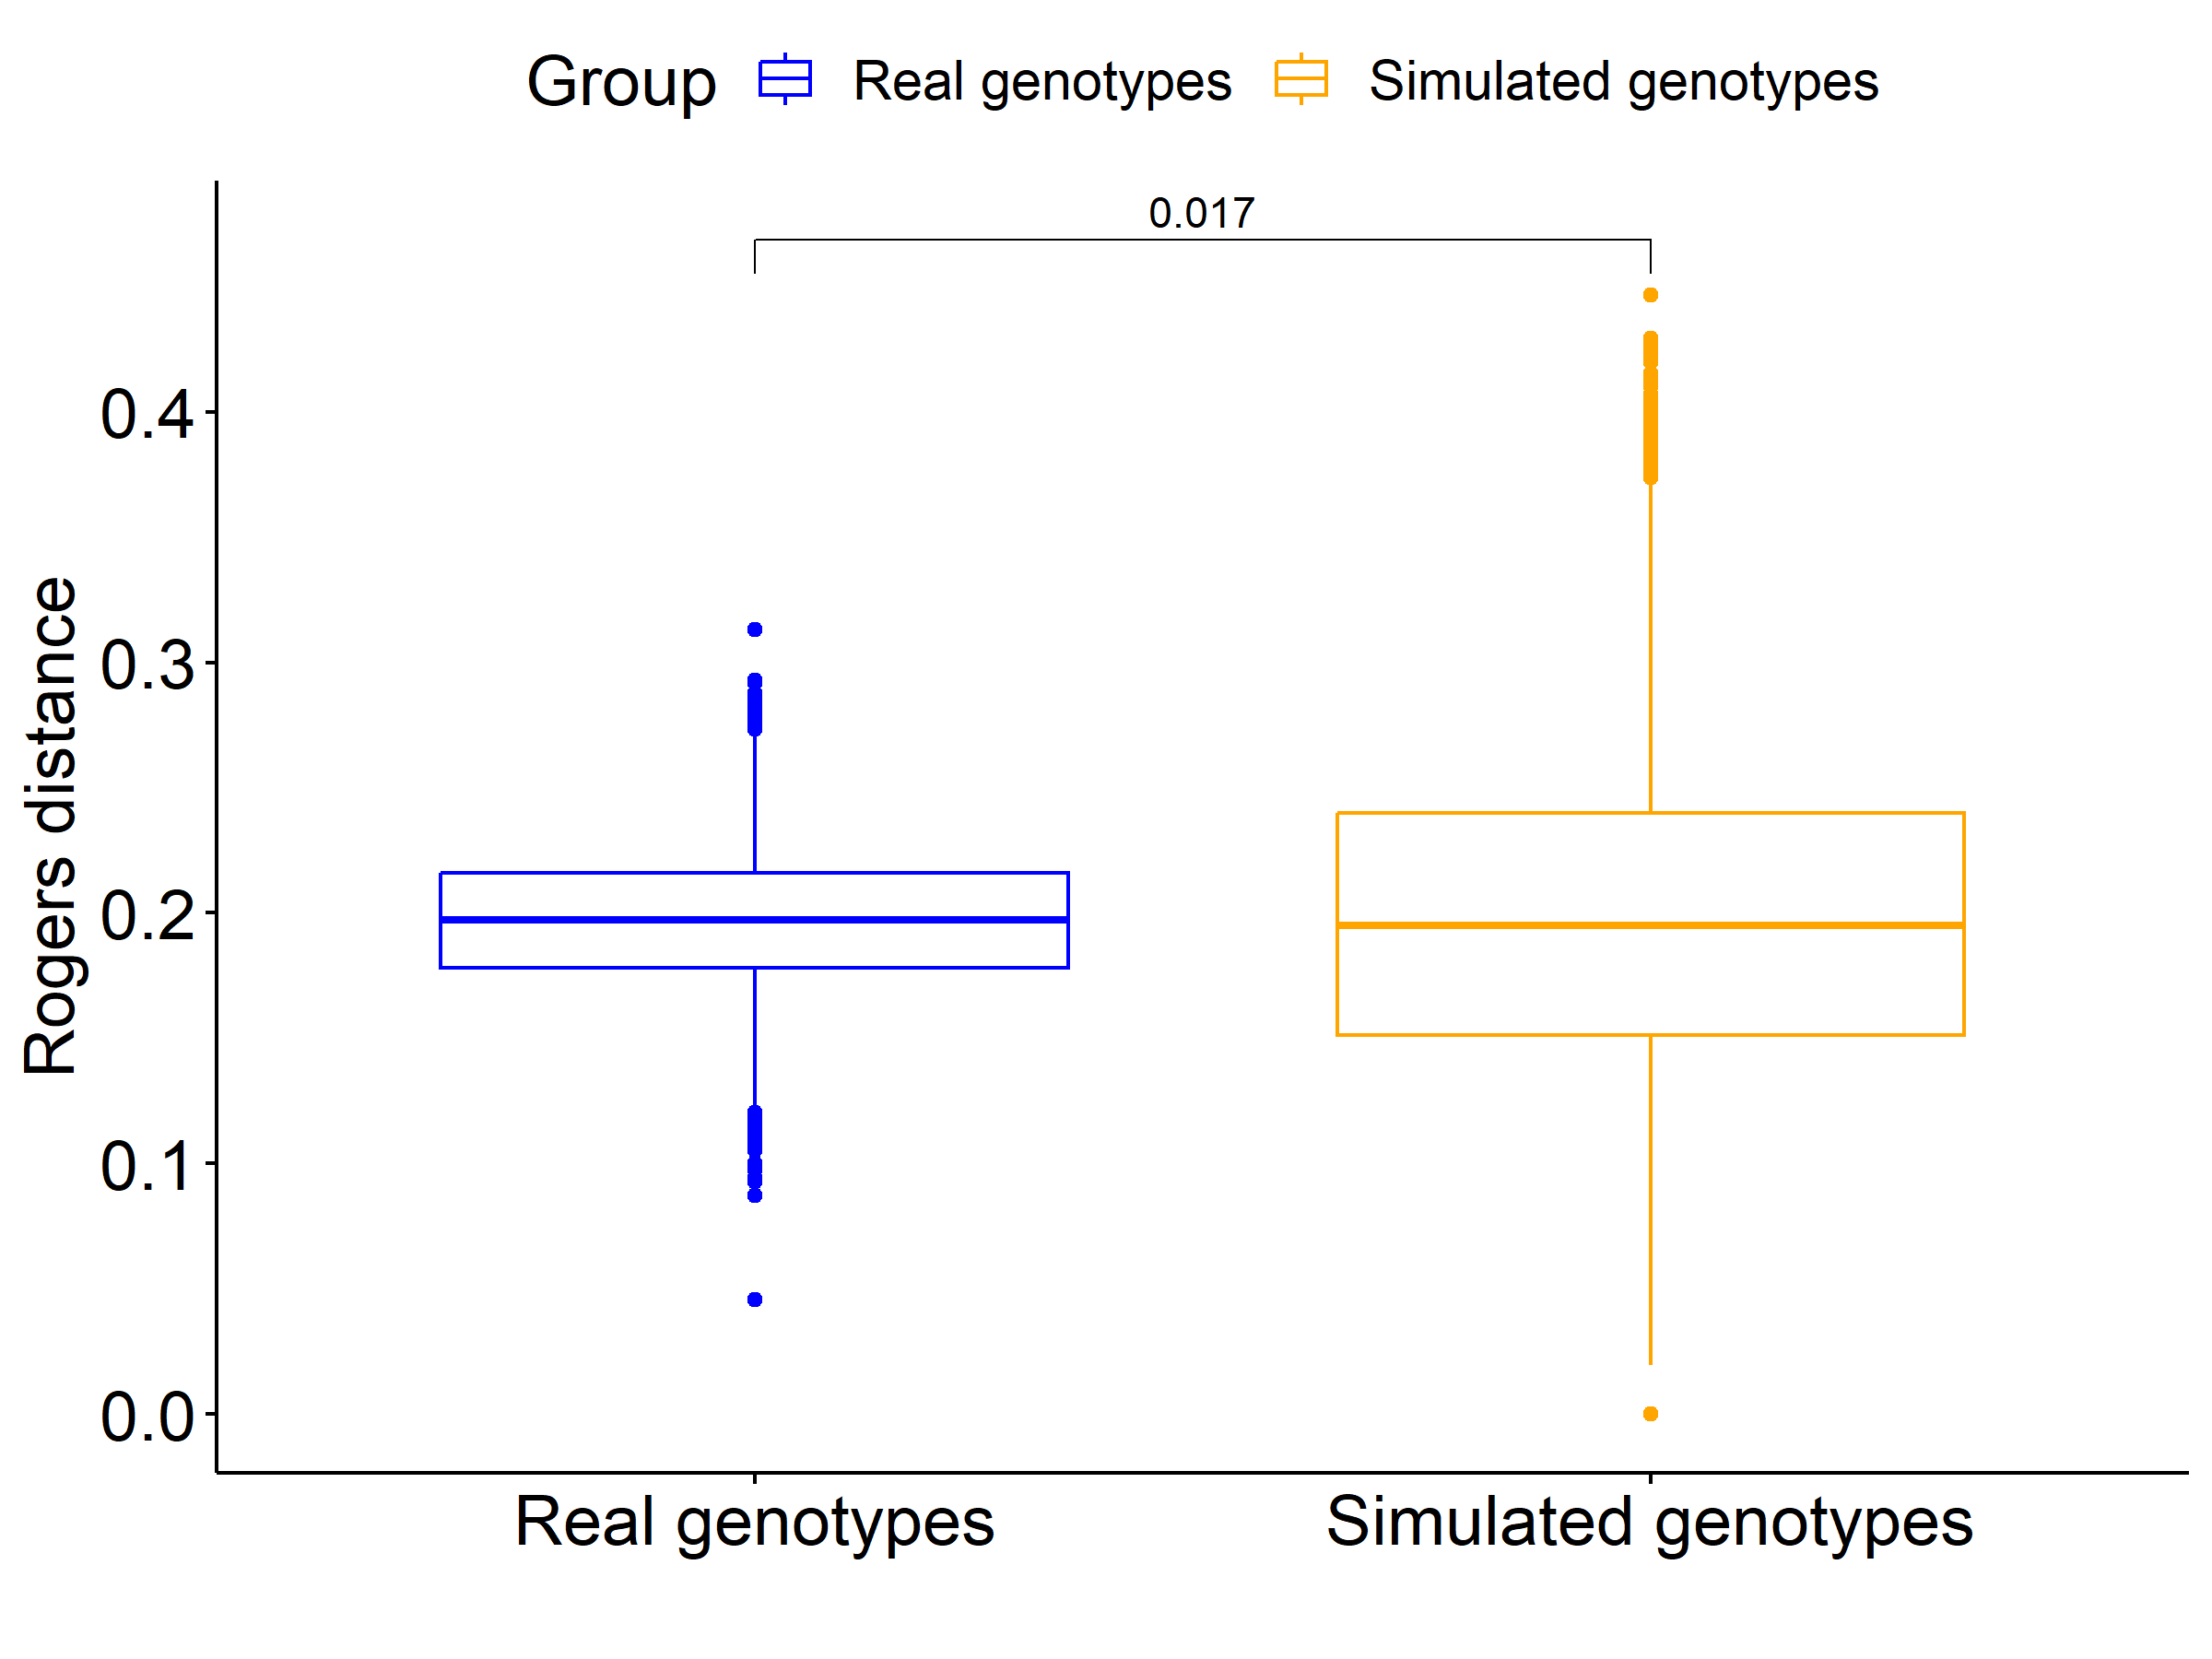 Group Real genotypes Simulated genotypes
0.017
0.4
0.3
0.2
0.1
0.0
Rogers distance
Real genotypes Simulated genotypes